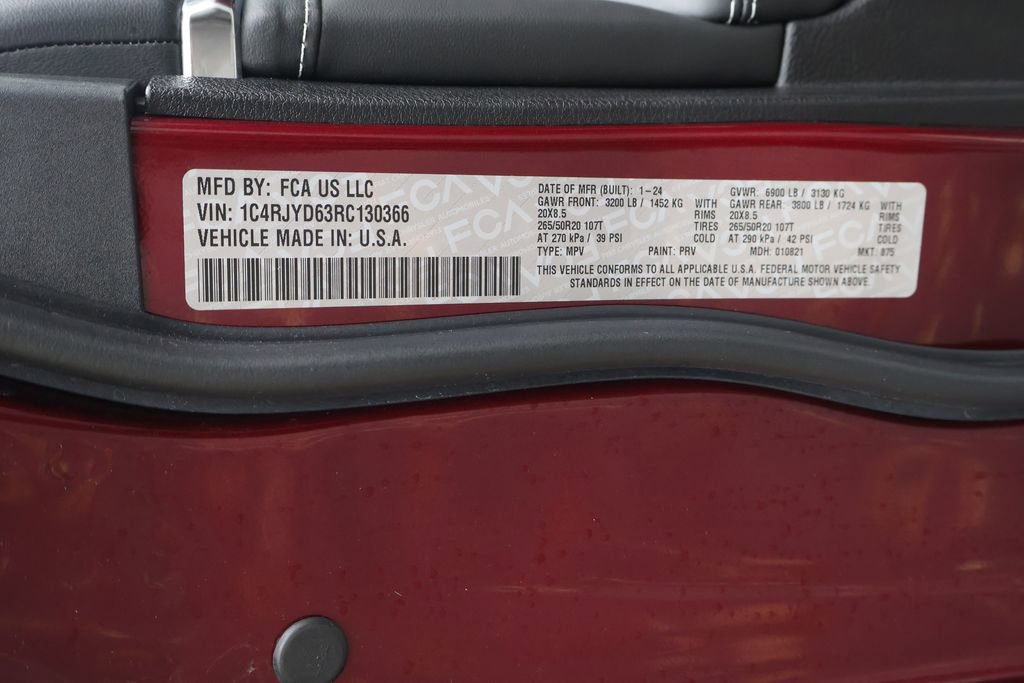 MFD BY: FCA US LLC
VIN: 1C4RJYD63RC130366
VEHICLE MADE IN: U.S.A.
DATE OF MFR (BUILT): 1-24 GVWR: 6900 LB / 3130 KG
GAWR FRONT: 3200 LB / 1452 KG WITH GAWR REAR: 3800 LB / 1724 KG WITH
20X8.5 RIMS 20X8.5 RIMS
265/50R20 107T TIRES 265/50R20 107T TIRES
AT 270 kPa / 39 PSI COLD AT 290 kPa / 42 PSI COLD
TYPE: MPV PAINT: PRV MDH: 010821 MKT: 875
THIS VEHICLE CONFORMS TO ALL APPLICABLE U.S.A. FEDERAL MOTOR VEHICLE SAFETY
STANDARDS IN EFFECT ON THE DATE OF MANUFACTURE SHOWN ABOVE.